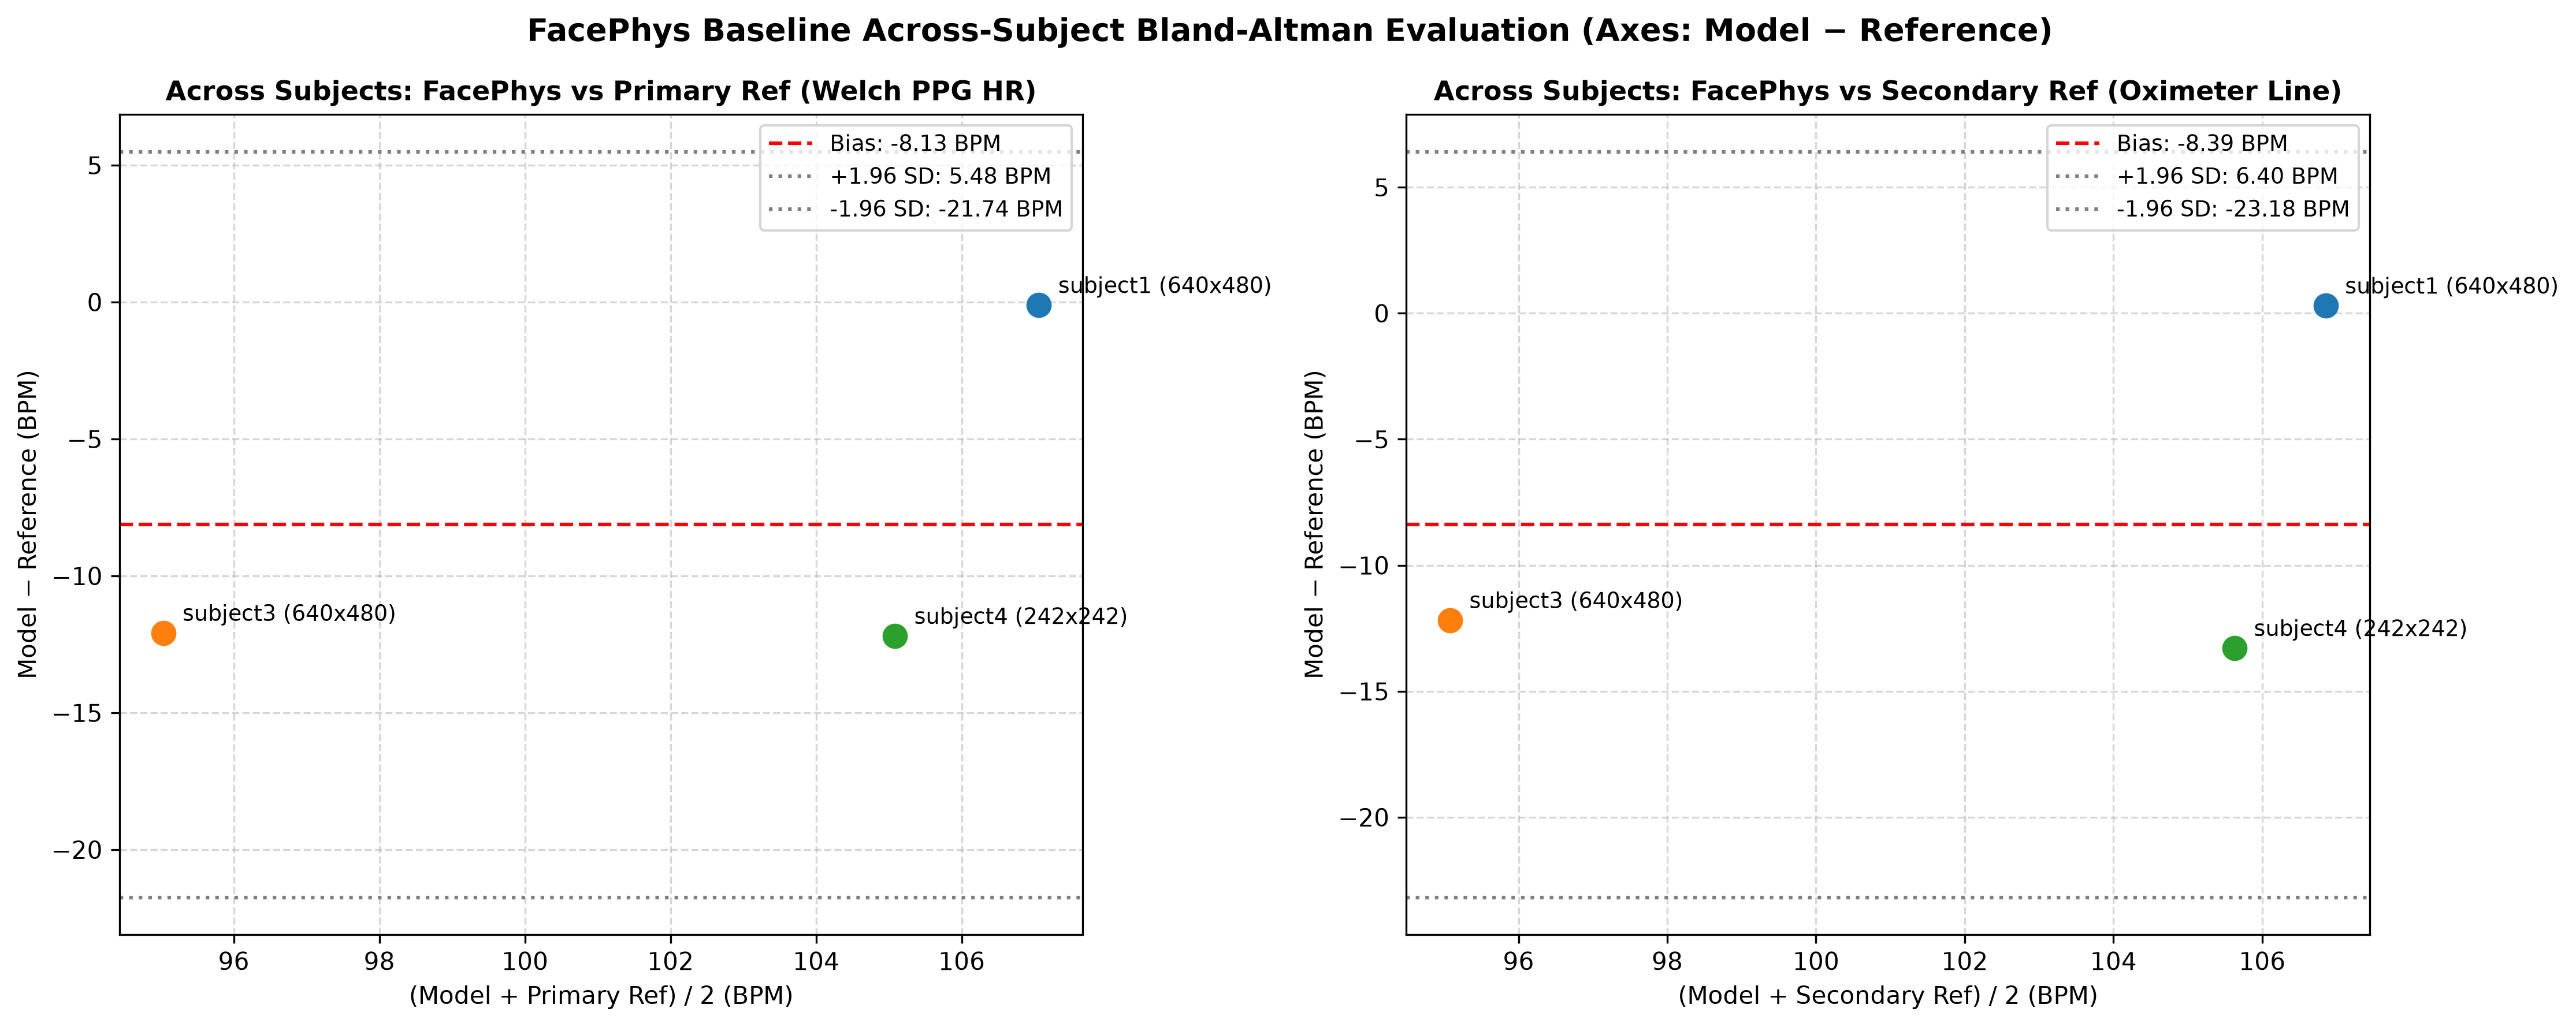 FacePhys Baseline Across-Subject Bland-Altman Evaluation (Axes: Model − Reference)
Across Subjects: FacePhys vs Primary Ref (Welch PPG HR)
Bias: -8.13 BPM
+1.96 SD: 5.48 BPM
-1.96 SD: -21.74 BPM
subject1 (640x480)
subject3 (640x480)
subject4 (242x242)
Model − Reference (BPM)
5
0
−5
−10
−15
−20
96 98 100 102 104 106
(Model + Primary Ref) / 2 (BPM)
Across Subjects: FacePhys vs Secondary Ref (Oximeter Line)
Bias: -8.39 BPM
+1.96 SD: 6.40 BPM
-1.96 SD: -23.18 BPM
subject1 (640x480)
subject3 (640x480)
subject4 (242x242)
Model − Reference (BPM)
5
0
−5
−10
−15
−20
96 98 100 102 104 106
(Model + Secondary Ref) / 2 (BPM)